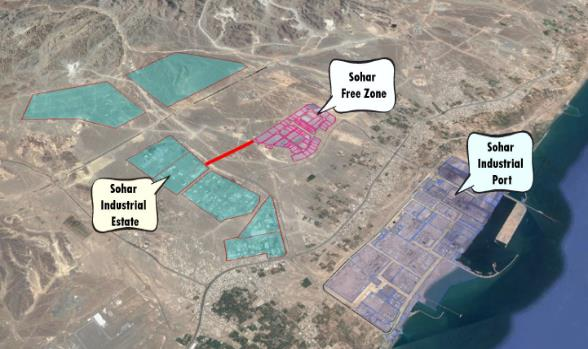 Sohar
Free Zone
Sohar
Industrial
Port
Sohar
Industrial
Estate